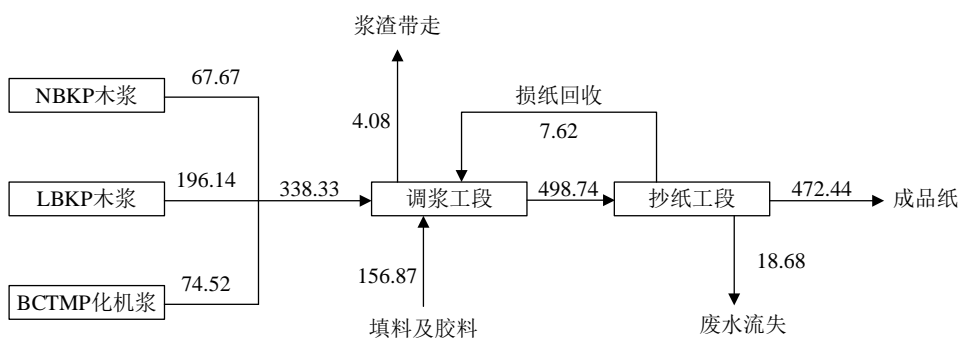 浆渣带走
67.67
NBKP木浆
损纸回收
4.08
7.62
LBKP木浆
196.14
338.33
调浆工段
498.74
抄纸工段
472.44
成品纸
74.52
BCTMP化机浆
156.87
18.68
填料及胶料
废水流失